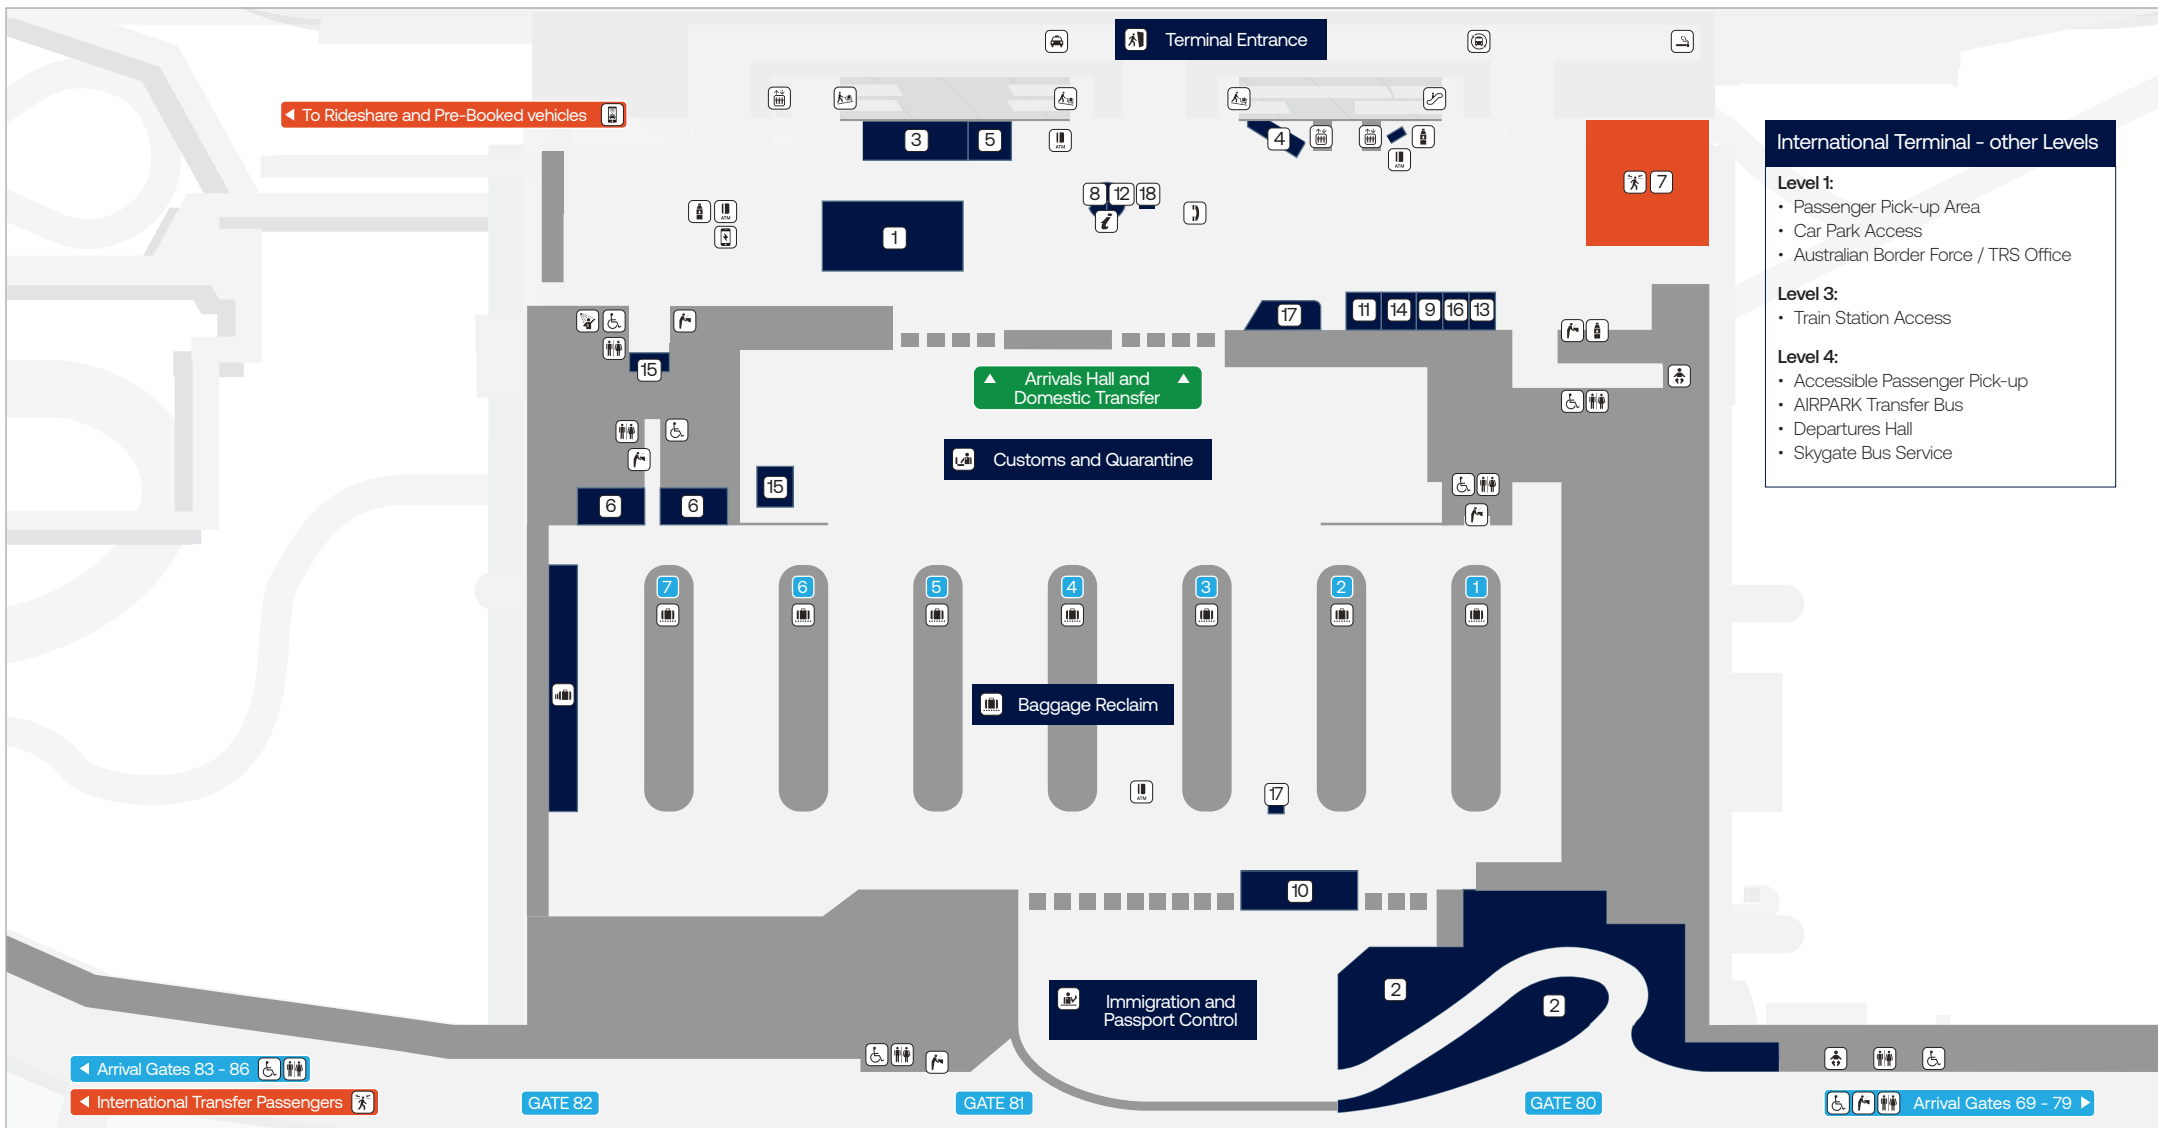 Terminal Entrance
To Rideshare and Pre-Booked vehicles
3
5
ATM
4
ATM
7
8
12
18
ATM
1
17
11
14
9
16
13
15
Arrivals Hall and
Domestic Transfer
Customs and Quarantine
6
6
15
7
6
5
4
3
2
1
Baggage Reclaim
ATM
17
10
2
2
Immigration and
Passport Control
Arrival Gates 83 - 86
International Transfer Passengers
GATE 82
GATE 81
GATE 80
Arrival Gates 69 - 79
International Terminal - other Levels
Level 1:
• Passenger Pick-up Area
• Car Park Access
• Australian Border Force / TRS Office
Level 3:
• Train Station Access
Level 4:
• Accessible Passenger Pick-up
• AIRPARK Transfer Bus
• Departures Hall
• Skygate Bus Service